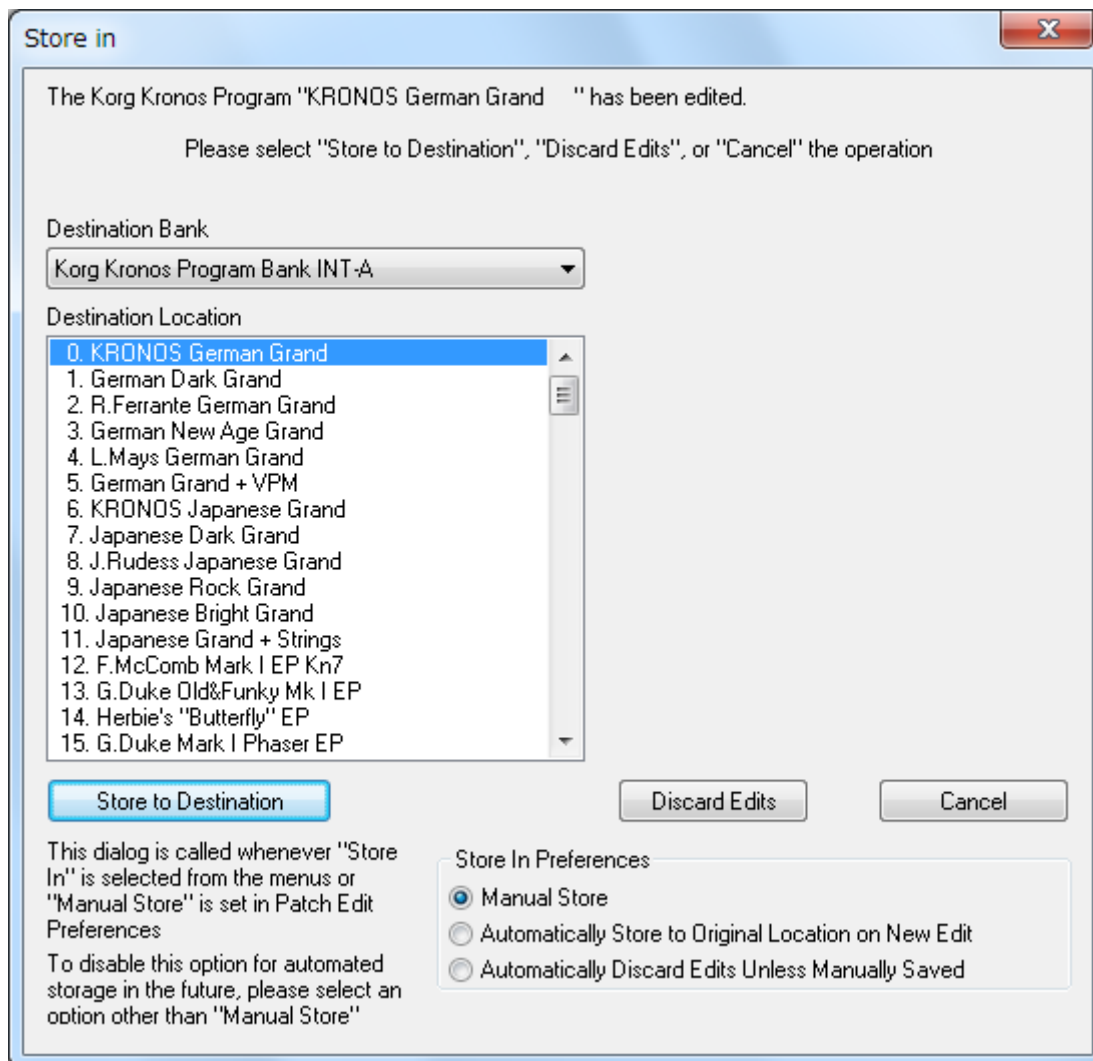 Store in
The Korg Kronos Program "KRONOS German Grand     " has been edited.
Please select "Store to Destination", "Discard Edits", or "Cancel" the operation
Destination Bank
Korg Kronos Program Bank INT-A
Destination Location
0. KRONOS German Grand
1. German Dark Grand
2. R.Ferrante German Grand
3. German New Age Grand
4. L.Mays German Grand
5. German Grand + VPM
6. KRONOS Japanese Grand
7. Japanese Dark Grand
8. J.Rudess Japanese Grand
9. Japanese Rock Grand
10. Japanese Bright Grand
11. Japanese Grand + Strings
12. F.McComb Mark I EP Kn7
13. G.Duke Old&Funky Mk I EP
14. Herbie's "Butterfly" EP
15. G.Duke Mark I Phaser EP
Store to Destination
Discard Edits
Cancel
This dialog is called whenever "Store
In" is selected from the menus or
"Manual Store" is set in Patch Edit
Preferences
To disable this option for automated
storage in the future, please select an
option other than "Manual Store"
Store In Preferences
Manual Store
Automatically Store to Original Location on New Edit
Automatically Discard Edits Unless Manually Saved